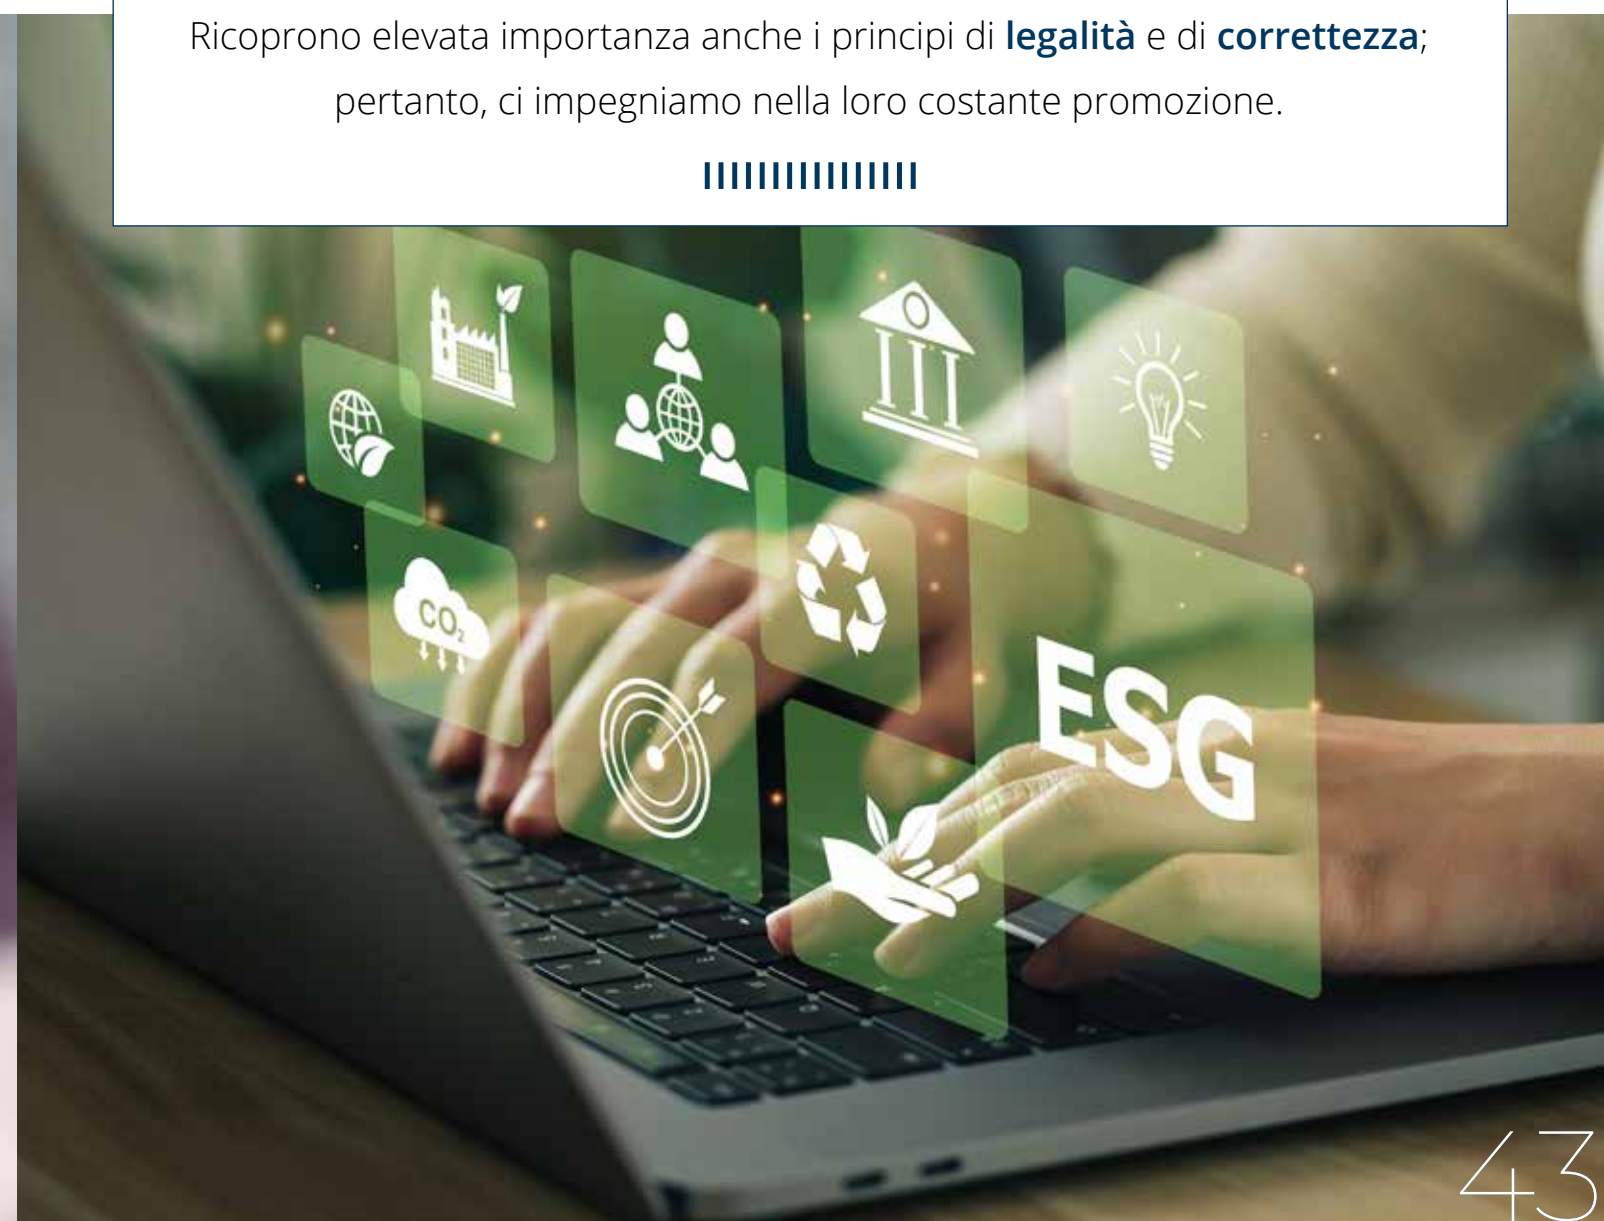 Ricoprono elevata importanza anche i principi di legalità e di correttezza;
pertanto, ci impegniamo nella loro costante promozione.
CO₂
ESG
43